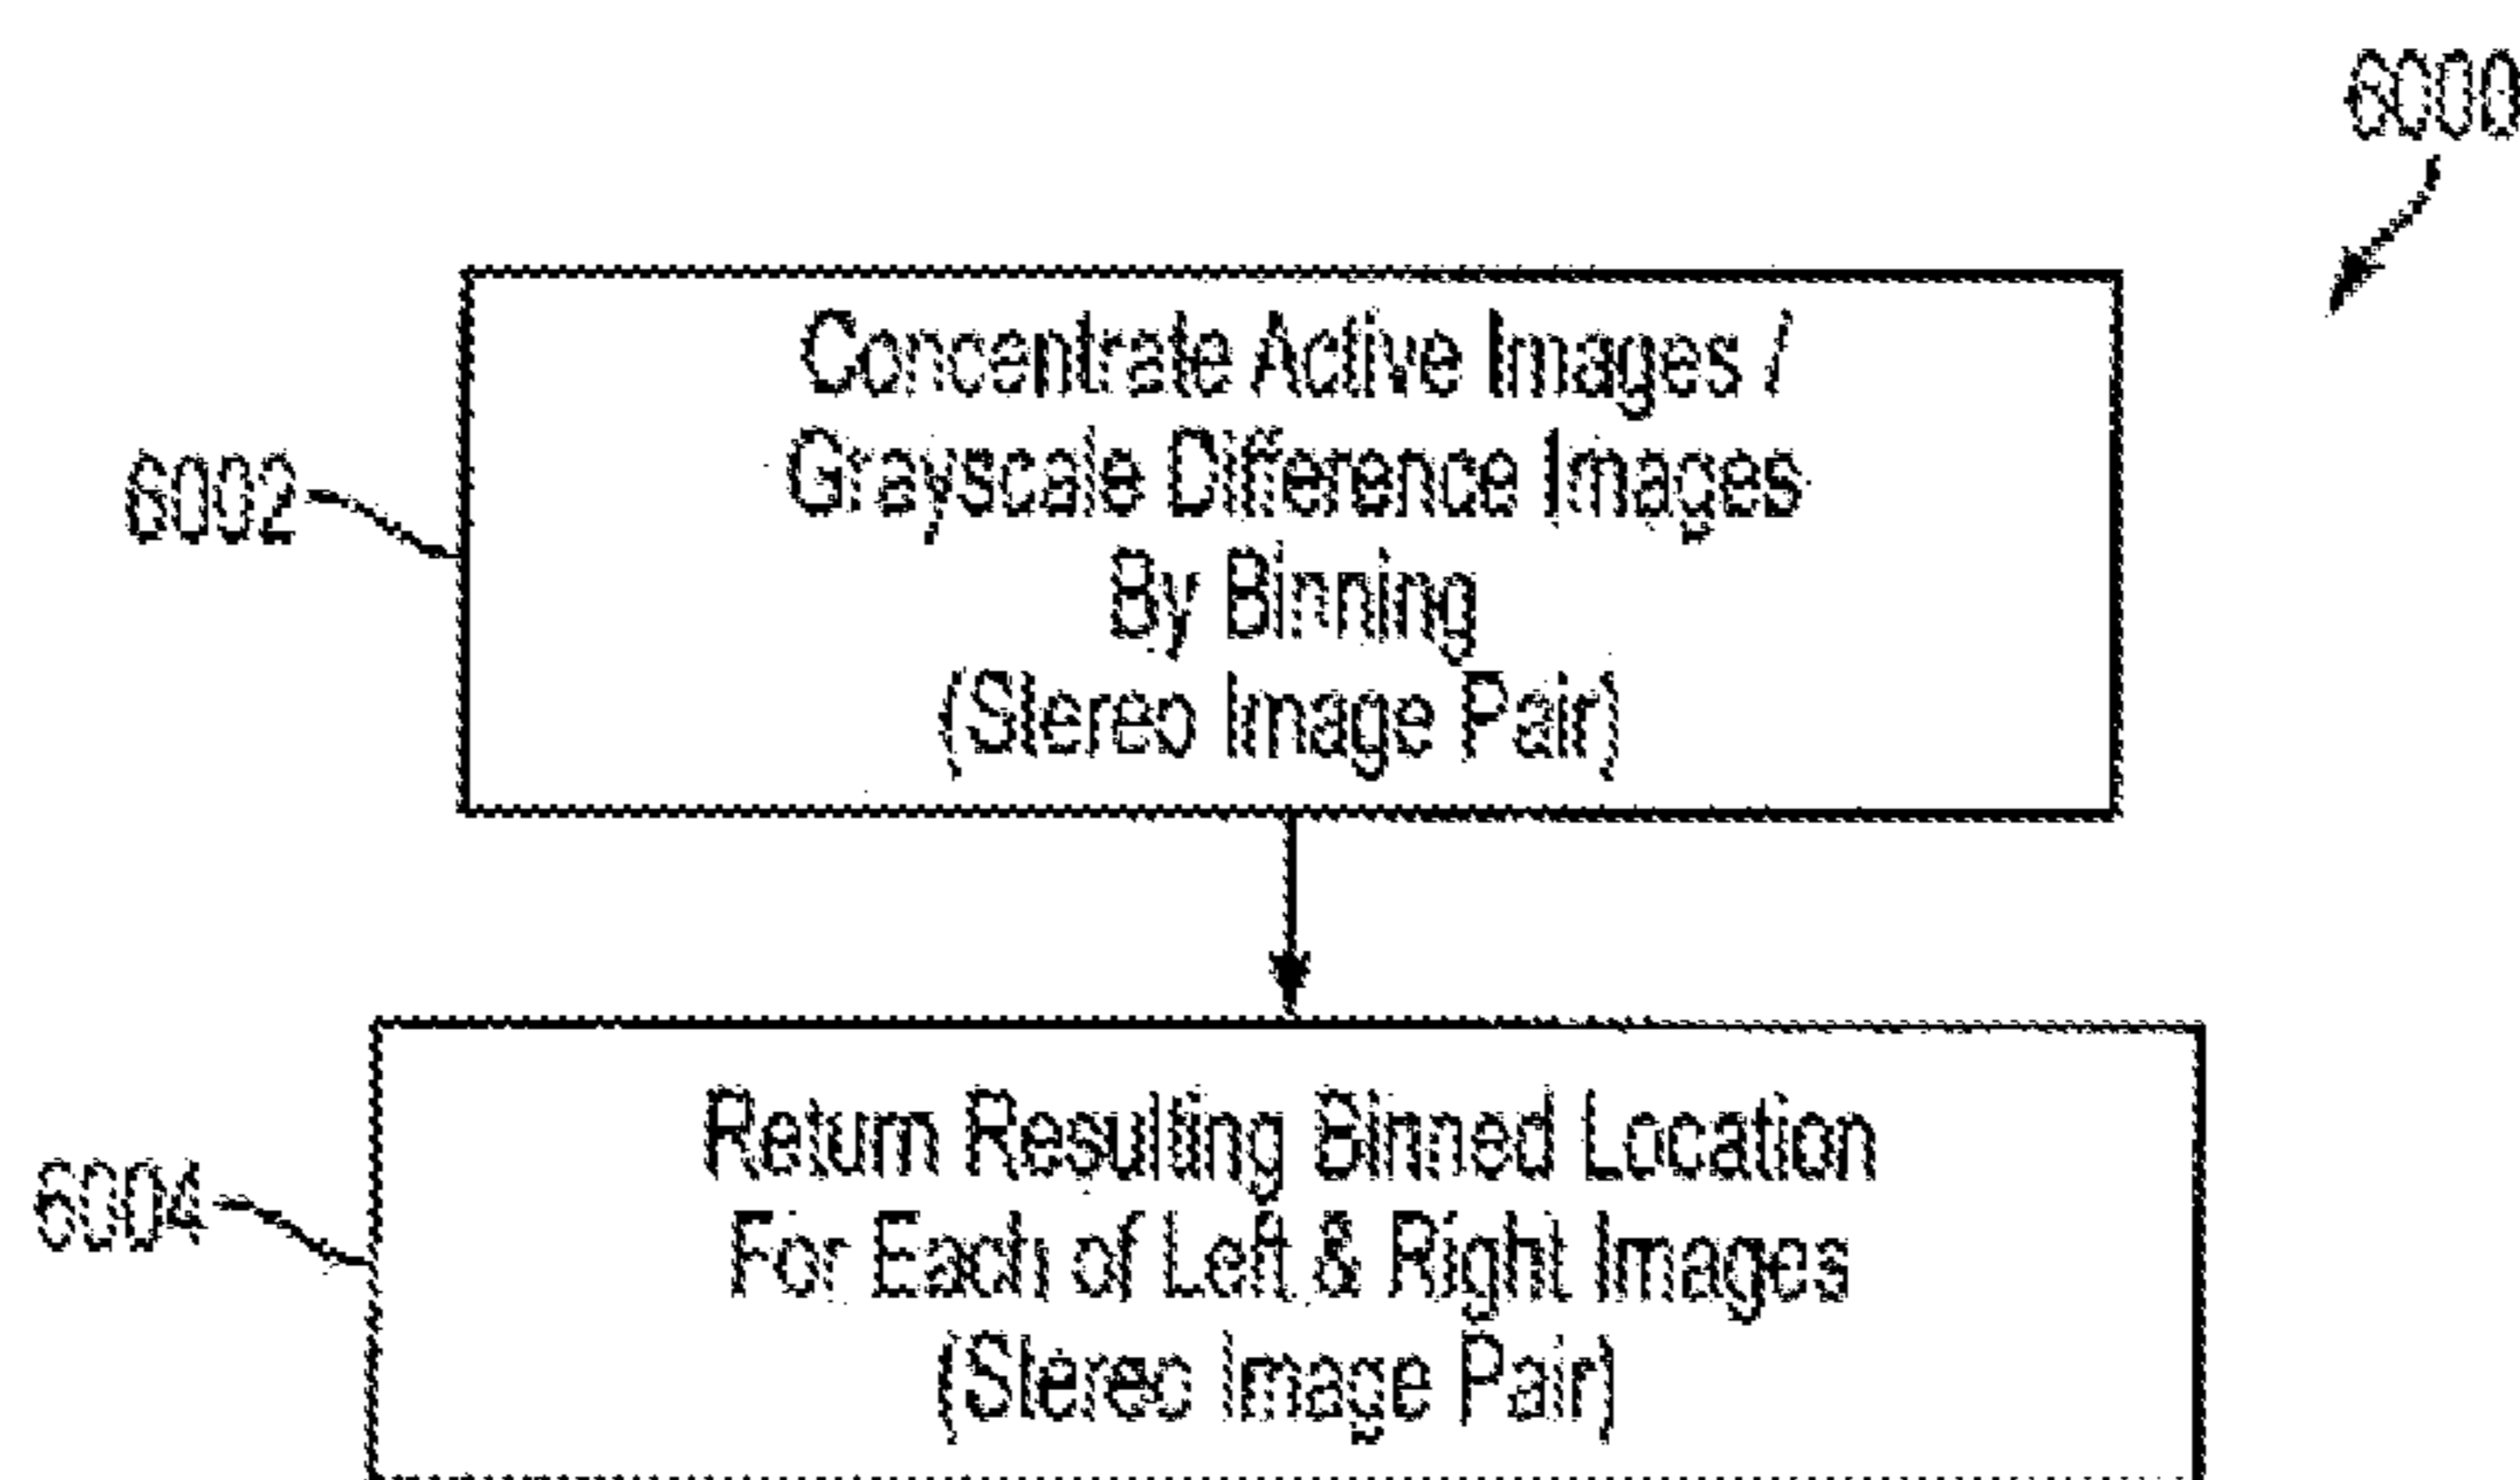 6000
Concentrate Active Images /
Grayscale Difference Images
By Binning
(Stereo Image Pair)
6002
Return Resulting Binned Location
For Each of Left & Right Images
(Stereo Image Pair)
6004